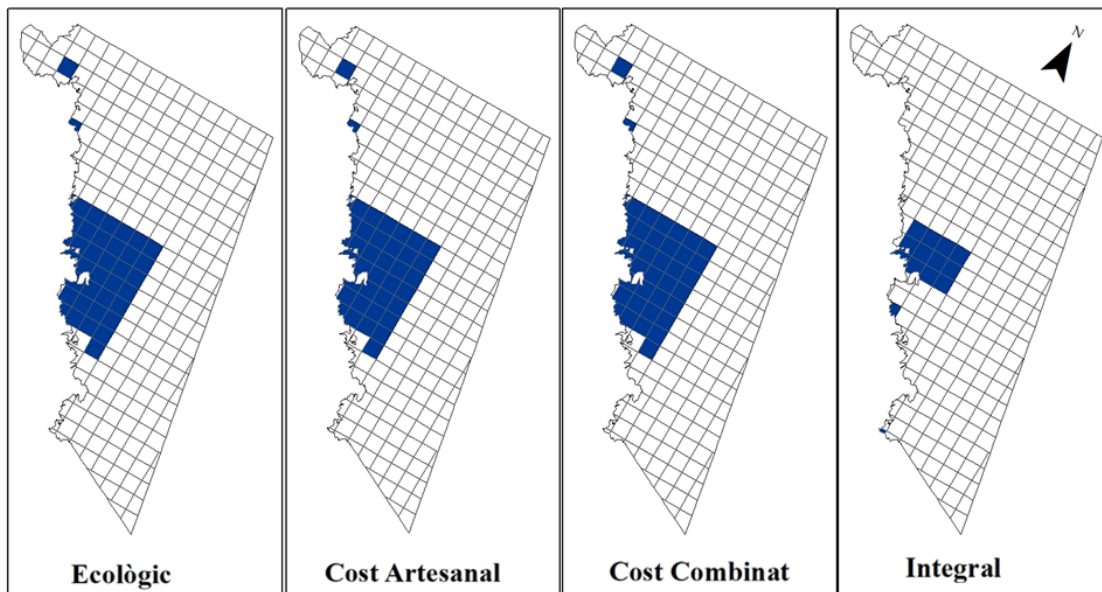 N
Ecològic
Cost Artesanal
Cost Combinat
Integral